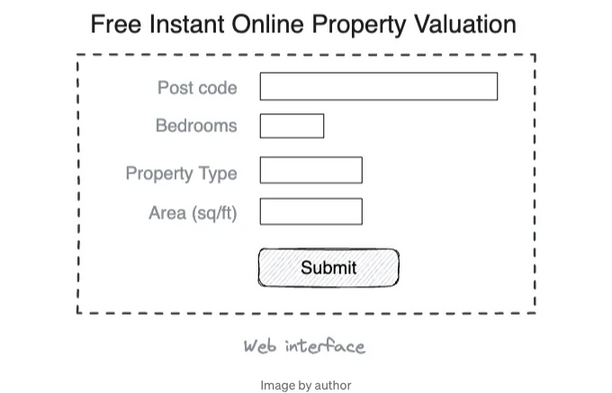 Free Instant Online Property Valuation
Post code
Bedrooms
Property Type
Area (sq/ft)
Submit
Web interface
Image by author